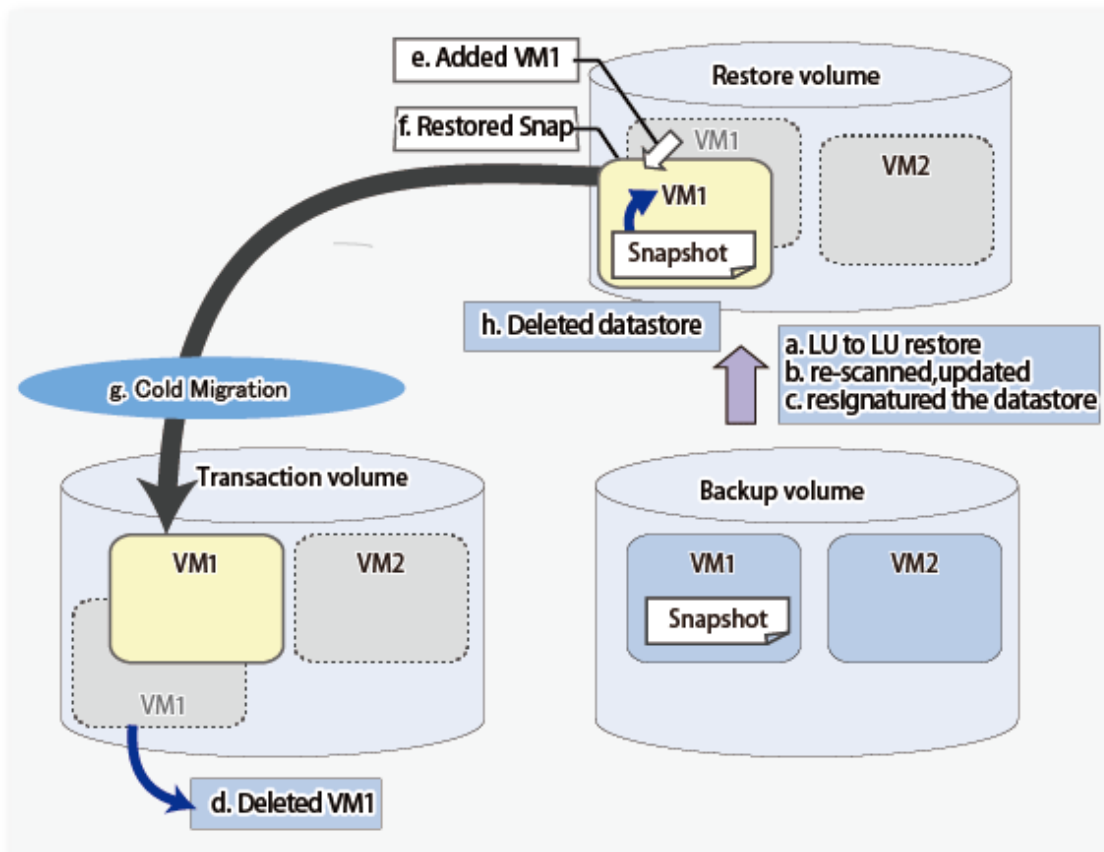 e. Added VM1
Restore volume
f. Restored Snap
VM1
VM2
VM1
Snapshot
h. Deleted datastore
a. LU to LU restore
b. re-scanned,updated
c. resignatured the datastore
g. Cold Migration
Transaction volume
Backup volume
VM1
VM2
VM1
VM2
Snapshot
VM1
d. Deleted VM1